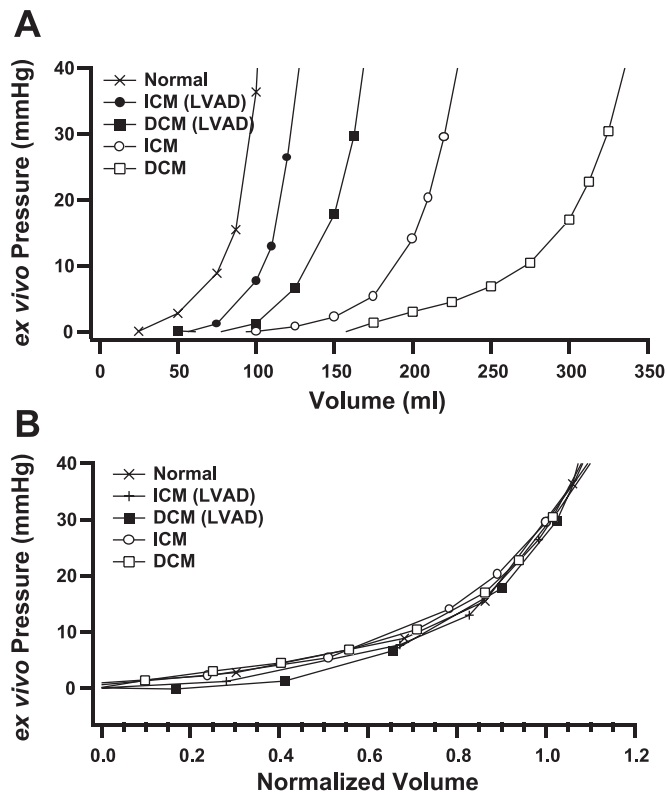 A
ex vivo Pressure (mmHg)
40
30
20
10
0
Normal
ICM (LVAD)
DCM (LVAD)
ICM
DCM
0 50 100 150 200 250 300 350
Volume (ml)
B
ex vivo Pressure (mmHg)
40
30
20
10
0
Normal
ICM (LVAD)
DCM (LVAD)
ICM
DCM
0.0 0.2 0.4 0.6 0.8 1.0 1.2
Normalized Volume